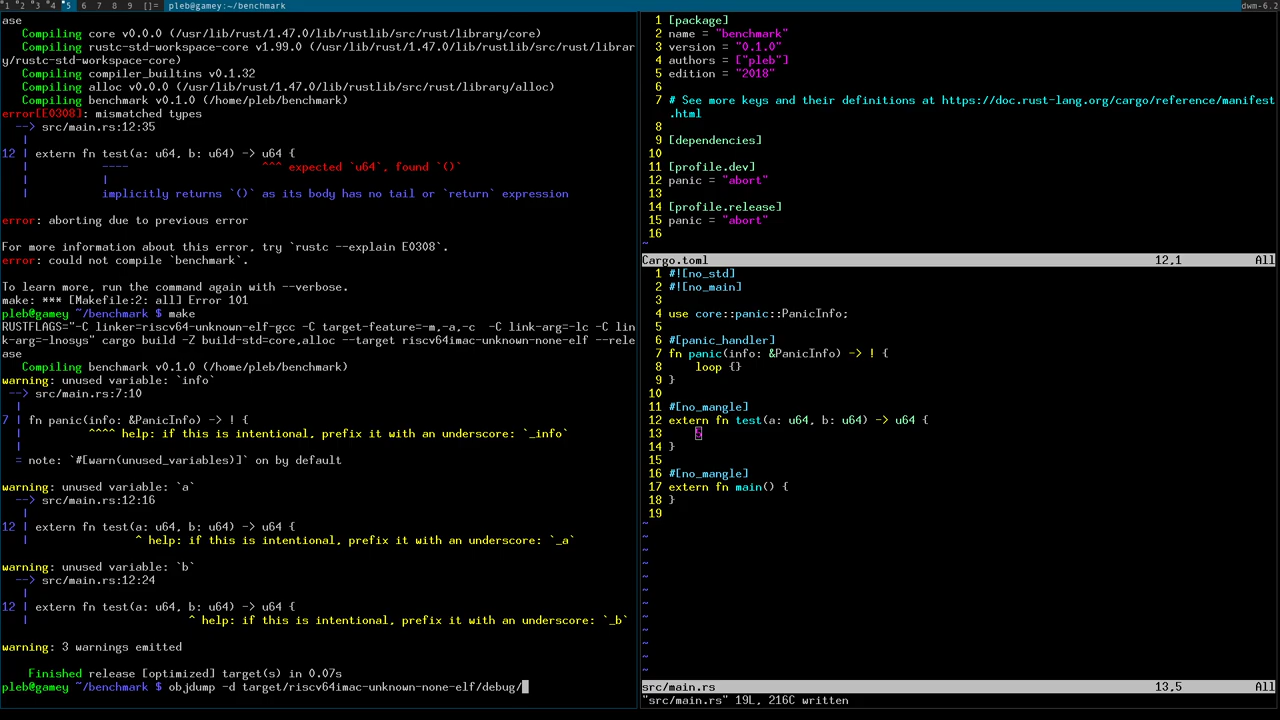 1 2 3 4 5 6 7 8 9 []= pleb@gamey:~/benchmark dwm-6.2
ase
Compiling core v0.0.0 (/usr/lib/rust/1.47.0/lib/rustlib/src/rust/library/core)
Compiling rustc-std-workspace-core v1.99.0 (/usr/lib/rust/1.47.0/lib/rustlib/src/rust/librar
y/rustc-std-workspace-core)
Compiling compiler_builtins v0.1.32
Compiling alloc v0.0.0 (/usr/lib/rust/1.47.0/lib/rustlib/src/rust/library/alloc)
Compiling benchmark v0.1.0 (/home/pleb/benchmark)
error[E0308]: mismatched types
--> src/main.rs:12:35
|
12 | extern fn test(a: u64, b: u64) -> u64 {
| ---- ^^^ expected `u64`, found `()`
| |
| implicitly returns `()` as its body has no tail or `return` expression
error: aborting due to previous error
For more information about this error, try `rustc --explain E0308`.
error: could not compile `benchmark`.
To learn more, run the command again with --verbose.
make: *** [Makefile:2: all] Error 101
pleb@gamey ~/benchmark $ make
RUSTFLAGS="-C linker=riscv64-unknown-elf-gcc -C target-feature=-m,-a,-c  -C link-arg=-lc -C lin
k-arg=-lnosys" cargo build -Z build-std=core,alloc --target riscv64imac-unknown-none-elf --rele
ase
Compiling benchmark v0.1.0 (/home/pleb/benchmark)
warning: unused variable: `info`
--> src/main.rs:7:10
|
7 | fn panic(info: &PanicInfo) -> ! {
| ^^^^ help: if this is intentional, prefix it with an underscore: `_info`
|
= note: `#[warn(unused_variables)]` on by default
warning: unused variable: `a`
--> src/main.rs:12:16
|
12 | extern fn test(a: u64, b: u64) -> u64 {
| ^ help: if this is intentional, prefix it with an underscore: `_a`
warning: unused variable: `b`
--> src/main.rs:12:24
|
12 | extern fn test(a: u64, b: u64) -> u64 {
| ^ help: if this is intentional, prefix it with an underscore: `_b`
warning: 3 warnings emitted
Finished release [optimized] target(s) in 0.07s
pleb@gamey ~/benchmark $ objdump -d target/riscv64imac-unknown-none-elf/debug/
1 [package]
2 name = "benchmark"
3 version = "0.1.0"
4 authors = ["pleb"]
5 edition = "2018"
6
7 # See more keys and their definitions at https://doc.rust-lang.org/cargo/reference/manifest
.html
8
9 [dependencies]
10
11 [profile.dev]
12 panic = "abort"
13
14 [profile.release]
15 panic = "abort"
16
~
Cargo.toml 12,1 All
1 #![no_std]
2 #![no_main]
3
4 use core::panic::PanicInfo;
5
6 #[panic_handler]
7 fn panic(info: &PanicInfo) -> ! {
8 loop {}
9 }
10
11 #[no_mangle]
12 extern fn test(a: u64, b: u64) -> u64 {
13
14 }
15
16 #[no_mangle]
17 extern fn main() {
18 }
19
~
~
~
~
~
~
~
~
~
~
~
~
src/main.rs 13,5 All
"src/main.rs" 19L, 216C written